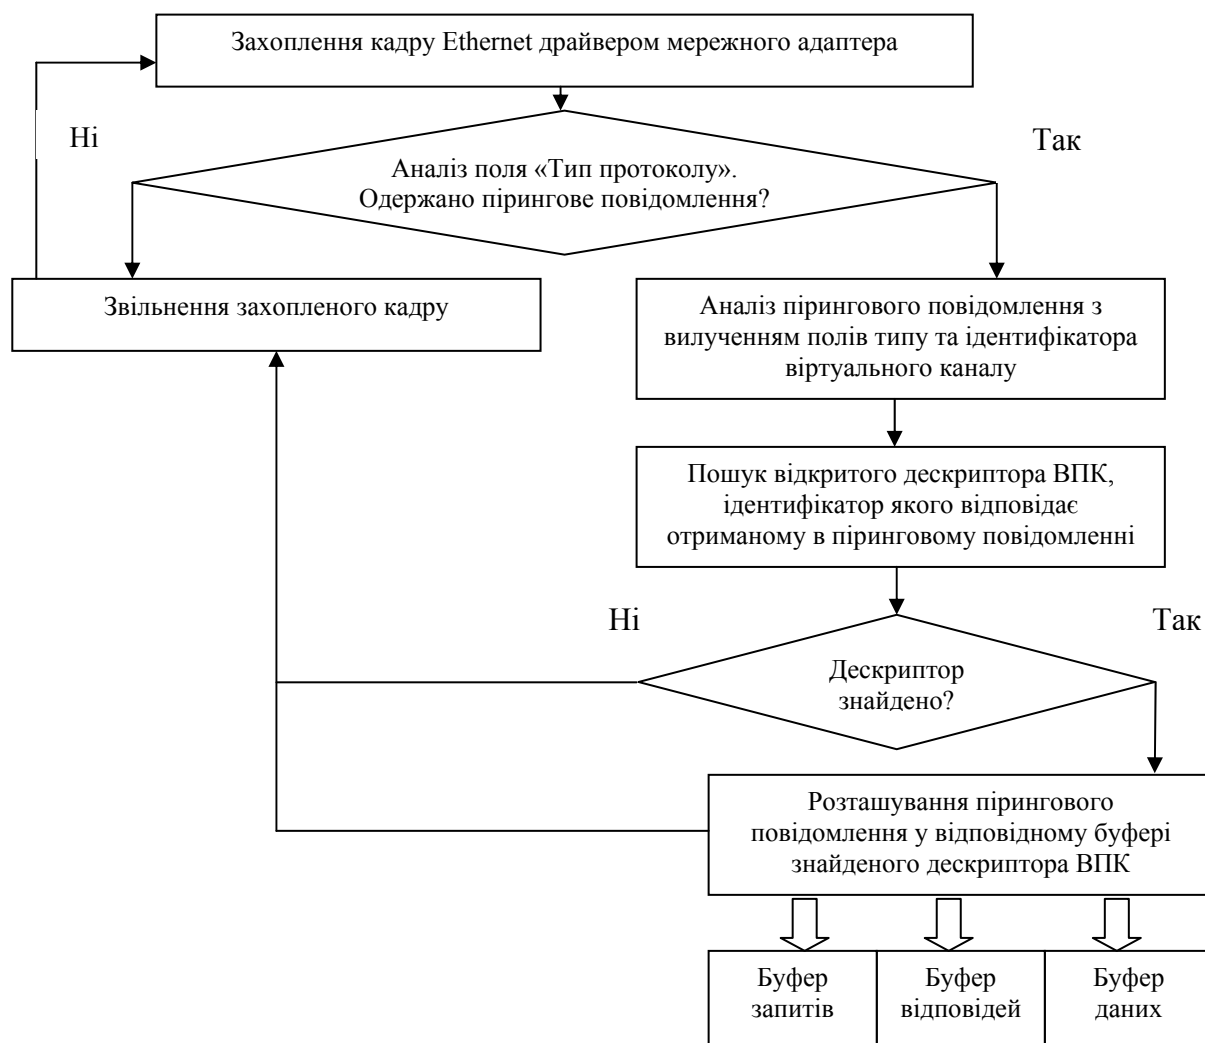 Захоплення кадру Ethernet драйвером мережного адаптера
Ні
Так
Аналіз поля «Тип протоколу».
Одержано пірингове повідомлення?
Звільнення захопленого кадру
Аналіз пірингового повідомлення з
вилученням полів типу та ідентифікатора
віртуального каналу
Пошук відкритого дескриптора ВПК,
ідентифікатор якого відповідає
отриманому в піринговому повідомленні
Ні
Так
Дескриптор
знайдено?
Розташування пірингового
повідомлення у відповідному буфері
знайденого дескриптора ВПК
Буфер
запитів
Буфер
відповідей
Буфер
даних